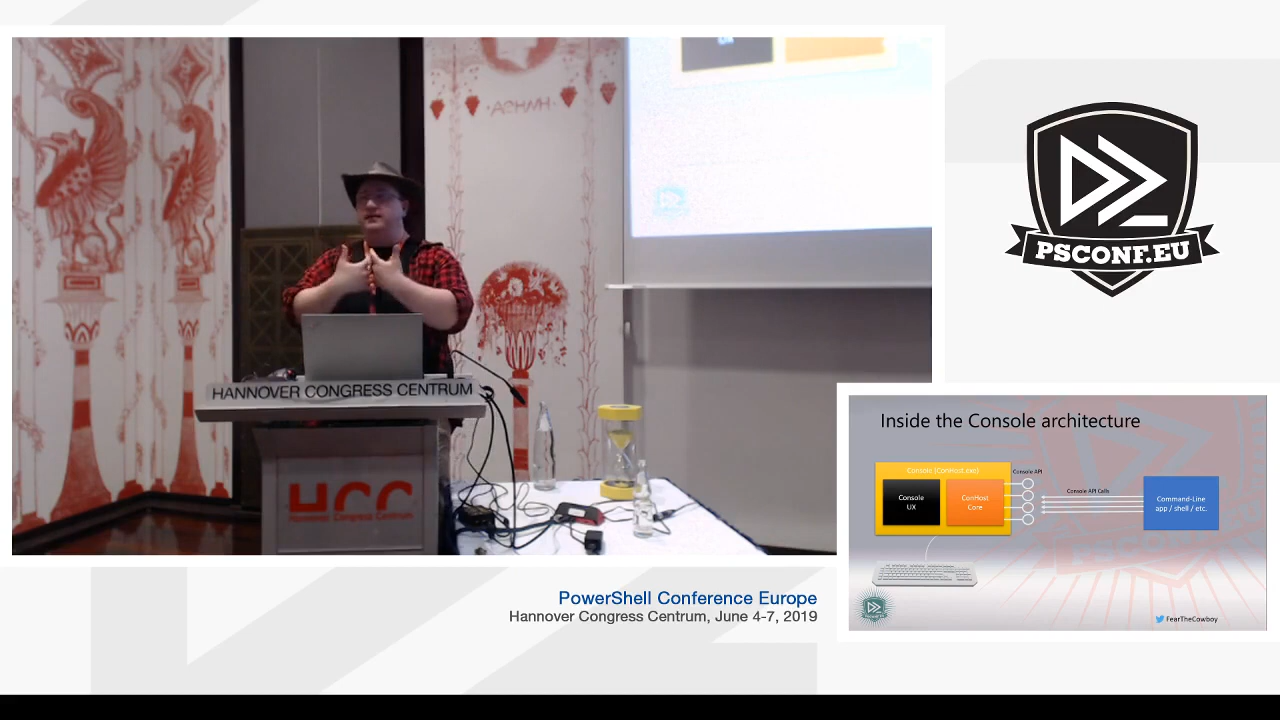 HANNOVER CONGRESS CENTRUM
HCC
Hannover Congress Centrum
PSCONF.EU
PowerShell Conference Europe
Hannover Congress Centrum, June 4-7, 2019
Inside the Console architecture
Console (ConHost.exe)
Console API
Console
UX
ConHost
Core
Console API Calls
Command-Line
app / shell / etc.
PSCONF.EU
FearTheCowboy